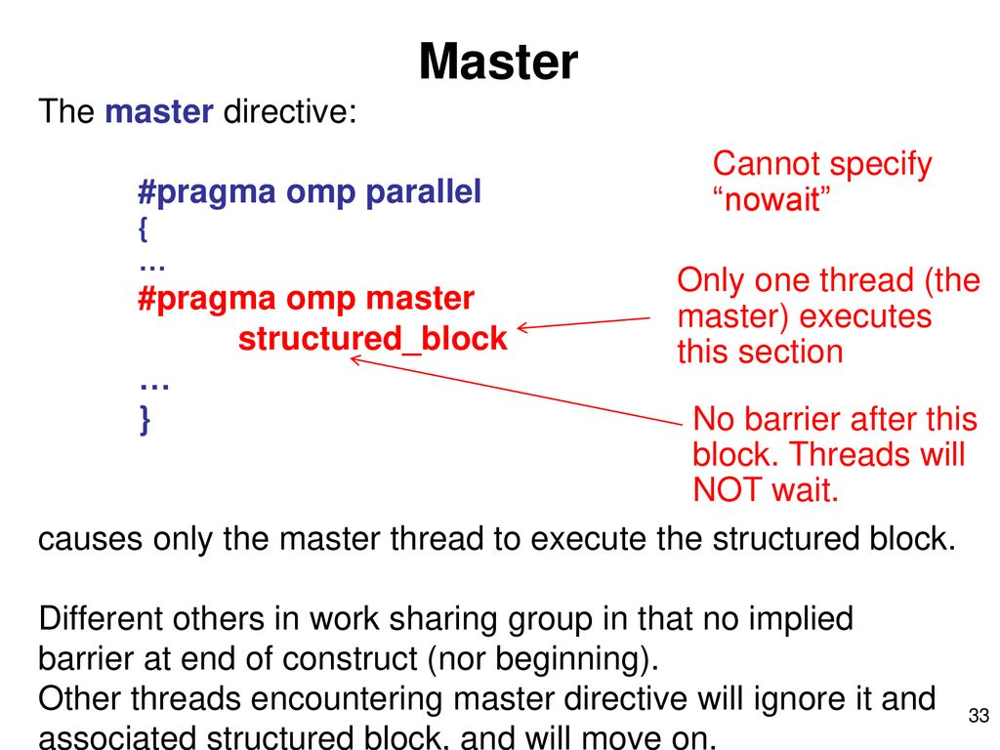 Master
The master directive:
#pragma omp parallel
{
…
#pragma omp master
structured_block
…
}
Cannot specify
“nowait”
Only one thread (the
master) executes
this section
No barrier after this
block. Threads will
NOT wait.
causes only the master thread to execute the structured block.
Different others in work sharing group in that no implied
barrier at end of construct (nor beginning).
Other threads encountering master directive will ignore it and
associated structured block, and will move on.
33